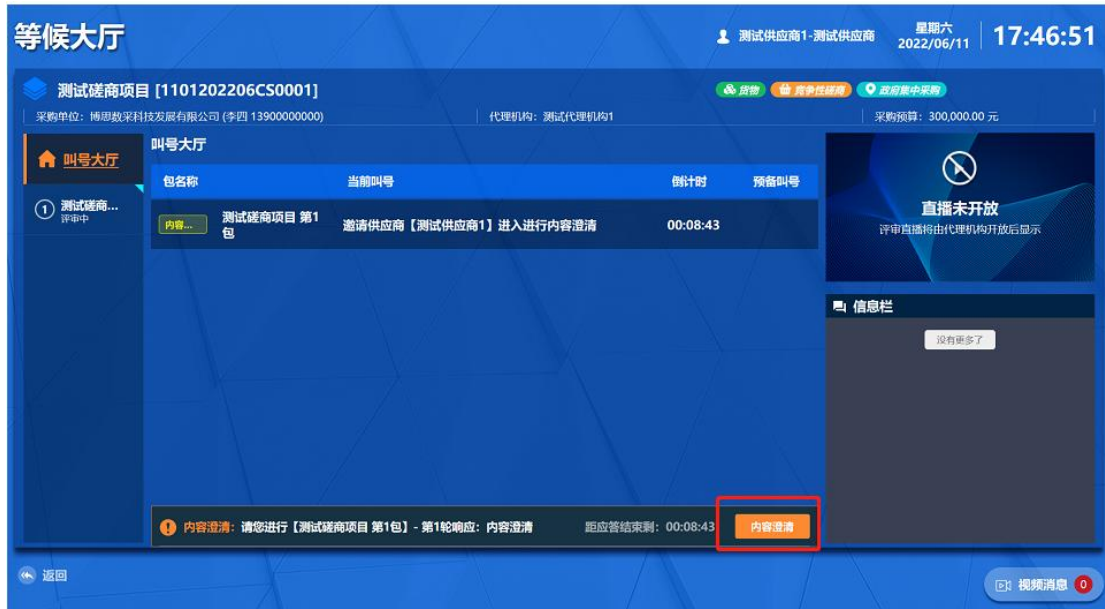 等候大厅
测试供应商1-测试供应商
星期六
2022/06/11
17:46:51
测试磋商项目 [1101202206CS0001]
货物
竞争性磋商
政府集中采购
采购单位：博思数采科技发展有限公司 (李四 13900000000)
代理机构：测试代理机构1
采购预算：300,000.00 元
叫号大厅
1 测试磋商...
评审中
叫号大厅
包名称 当前叫号 倒计时 预备叫号
内容... 测试磋商项目 第1
包
邀请供应商【测试供应商1】进入进行内容澄清
00:08:43
直播未开放
评审直播将由代理机构开放后显示
信息栏
没有更多了
内容澄清：请您进行【测试磋商项目 第1包】- 第1轮响应：内容澄清
距应答结束剩：00:08:43
内容澄清
返回
视频消息 0